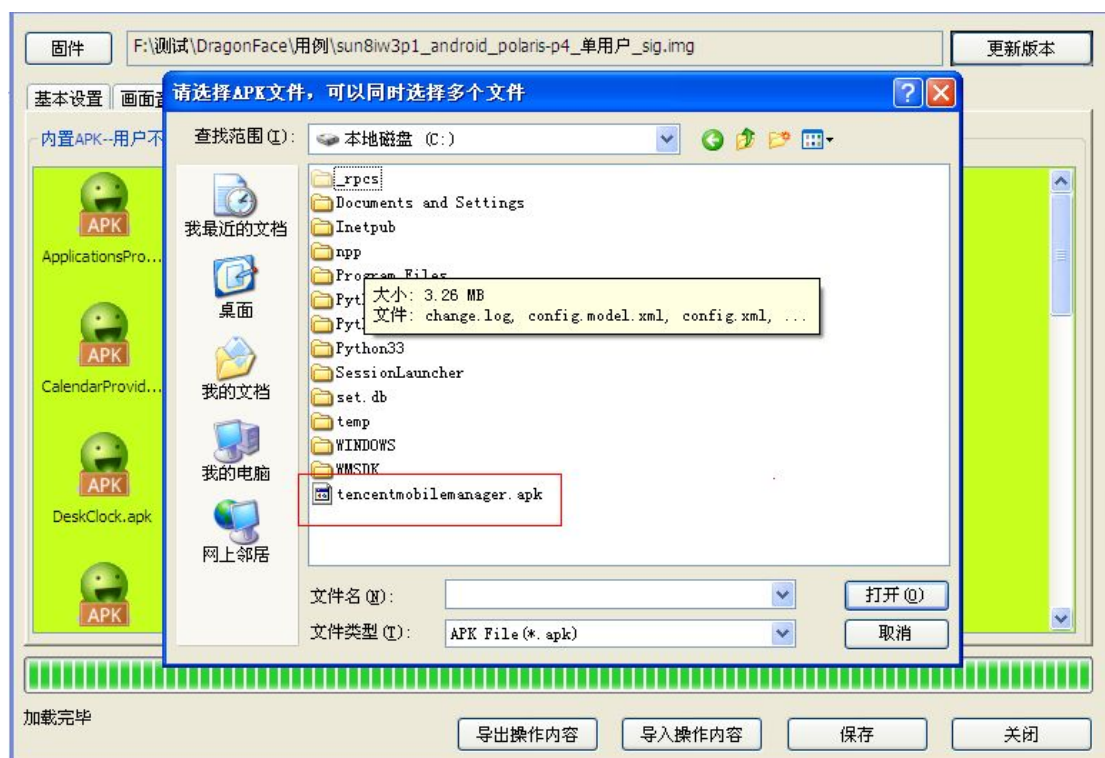 固件
F:\测试\DragonFace\用例\sun8iw3p1_android_polaris-p4_单用户_sig.img
更新版本
基本设置
请选择APK文件，可以同时选择多个文件
内置APK--用户不
查找范围(I):
本地磁盘 (C:)
APK
ApplicationsPro...
APK
CalendarProvid...
APK
DeskClock.apk
APK
我最近的文档
桌面
我的文档
我的电脑
网上邻居
_rpcs
Documents and Settings
Inetpub
npp
Program Files
大小: 3.26 MB
文件: change.log, config.model.xml, config.xml, ...
Python33
SessionLauncher
set.db
temp
WINDOWS
WMSDK
tencentmobilemanager.apk
文件名(N):
打开(O)
文件类型(T):
APK File(*.apk)
取消
加载完毕
导出操作内容
导入操作内容
保存
关闭